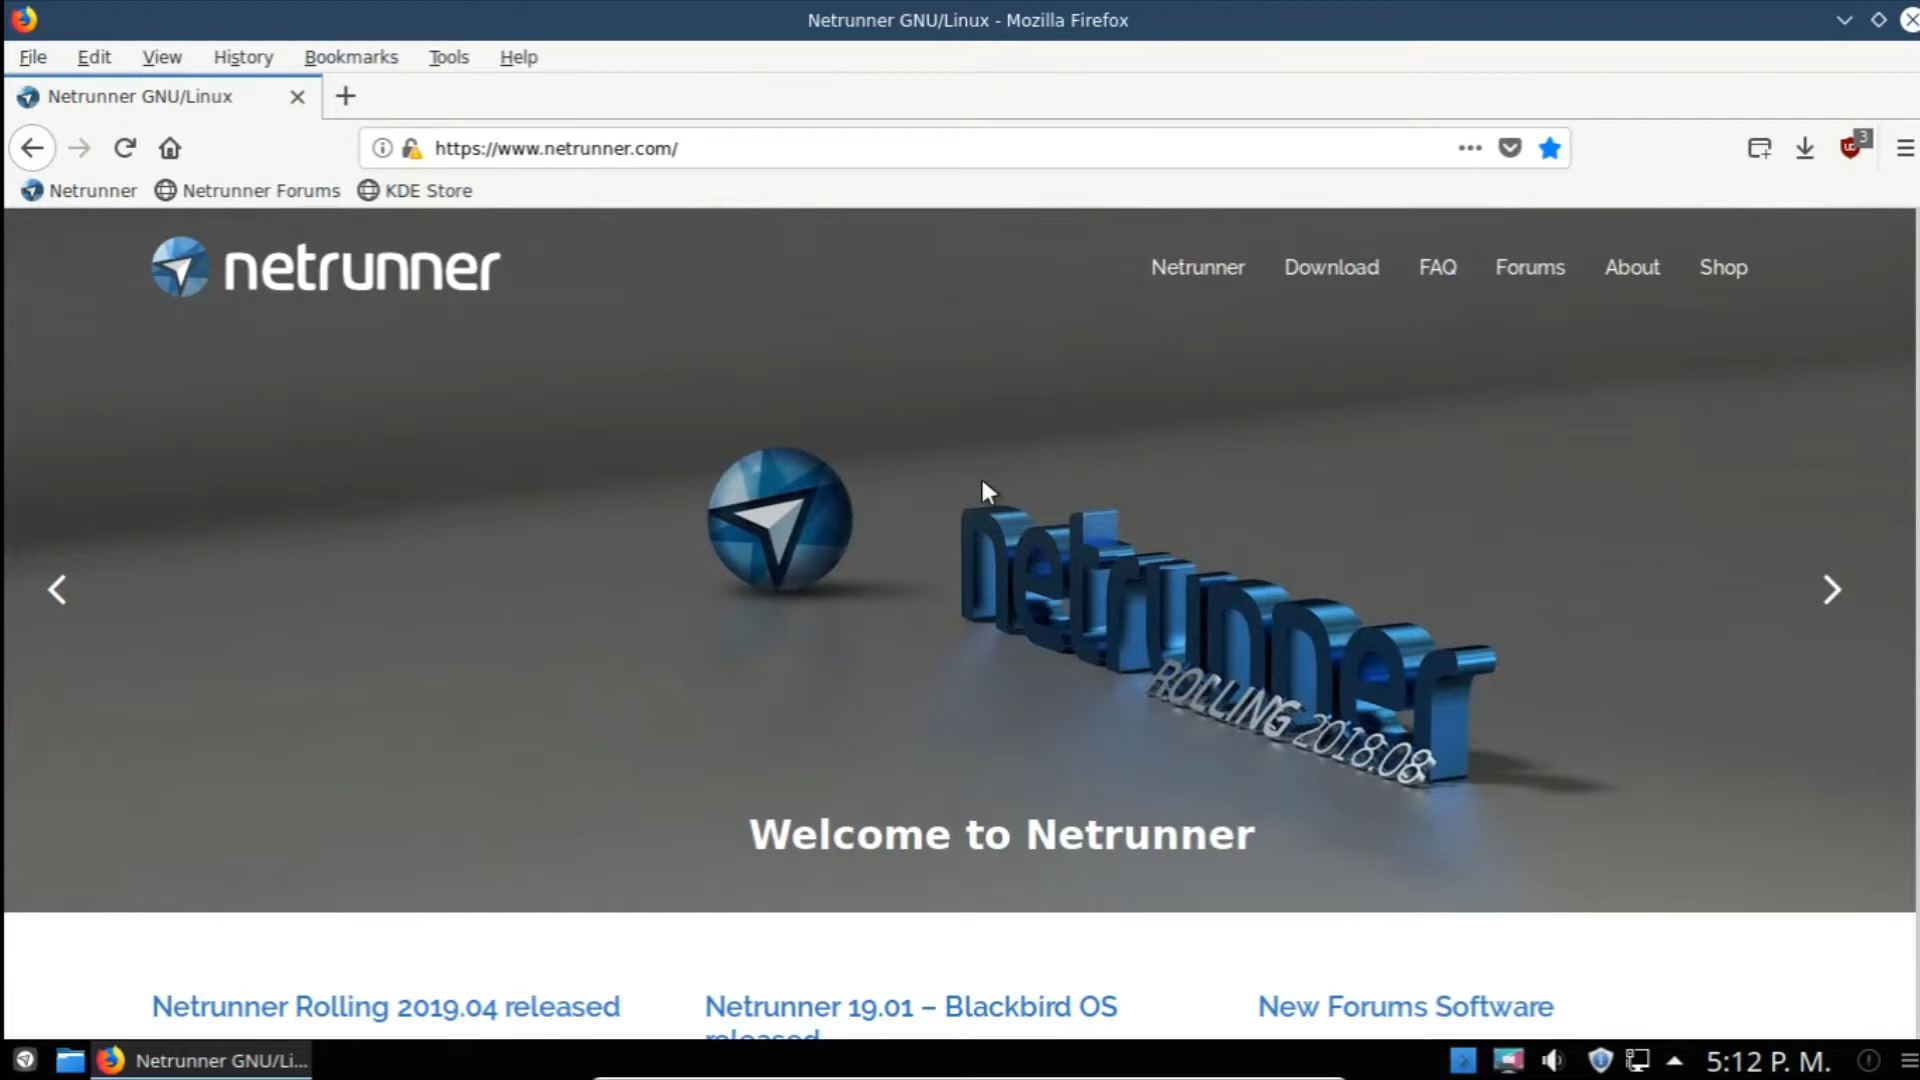 Netrunner GNU/Linux - Mozilla Firefox
File Edit View History Bookmarks Tools Help
Netrunner GNU/Linux
https://www.netrunner.com/
3
Netrunner Netrunner Forums KDE Store
netrunner
Netrunner Download FAQ Forums About Shop
netrunner
ROLLING 2018.08
Welcome to Netrunner
Netrunner Rolling 2019.04 released
Netrunner 19.01 – Blackbird OS
released
New Forums Software
Netrunner GNU/Li...
5:12 P. M.